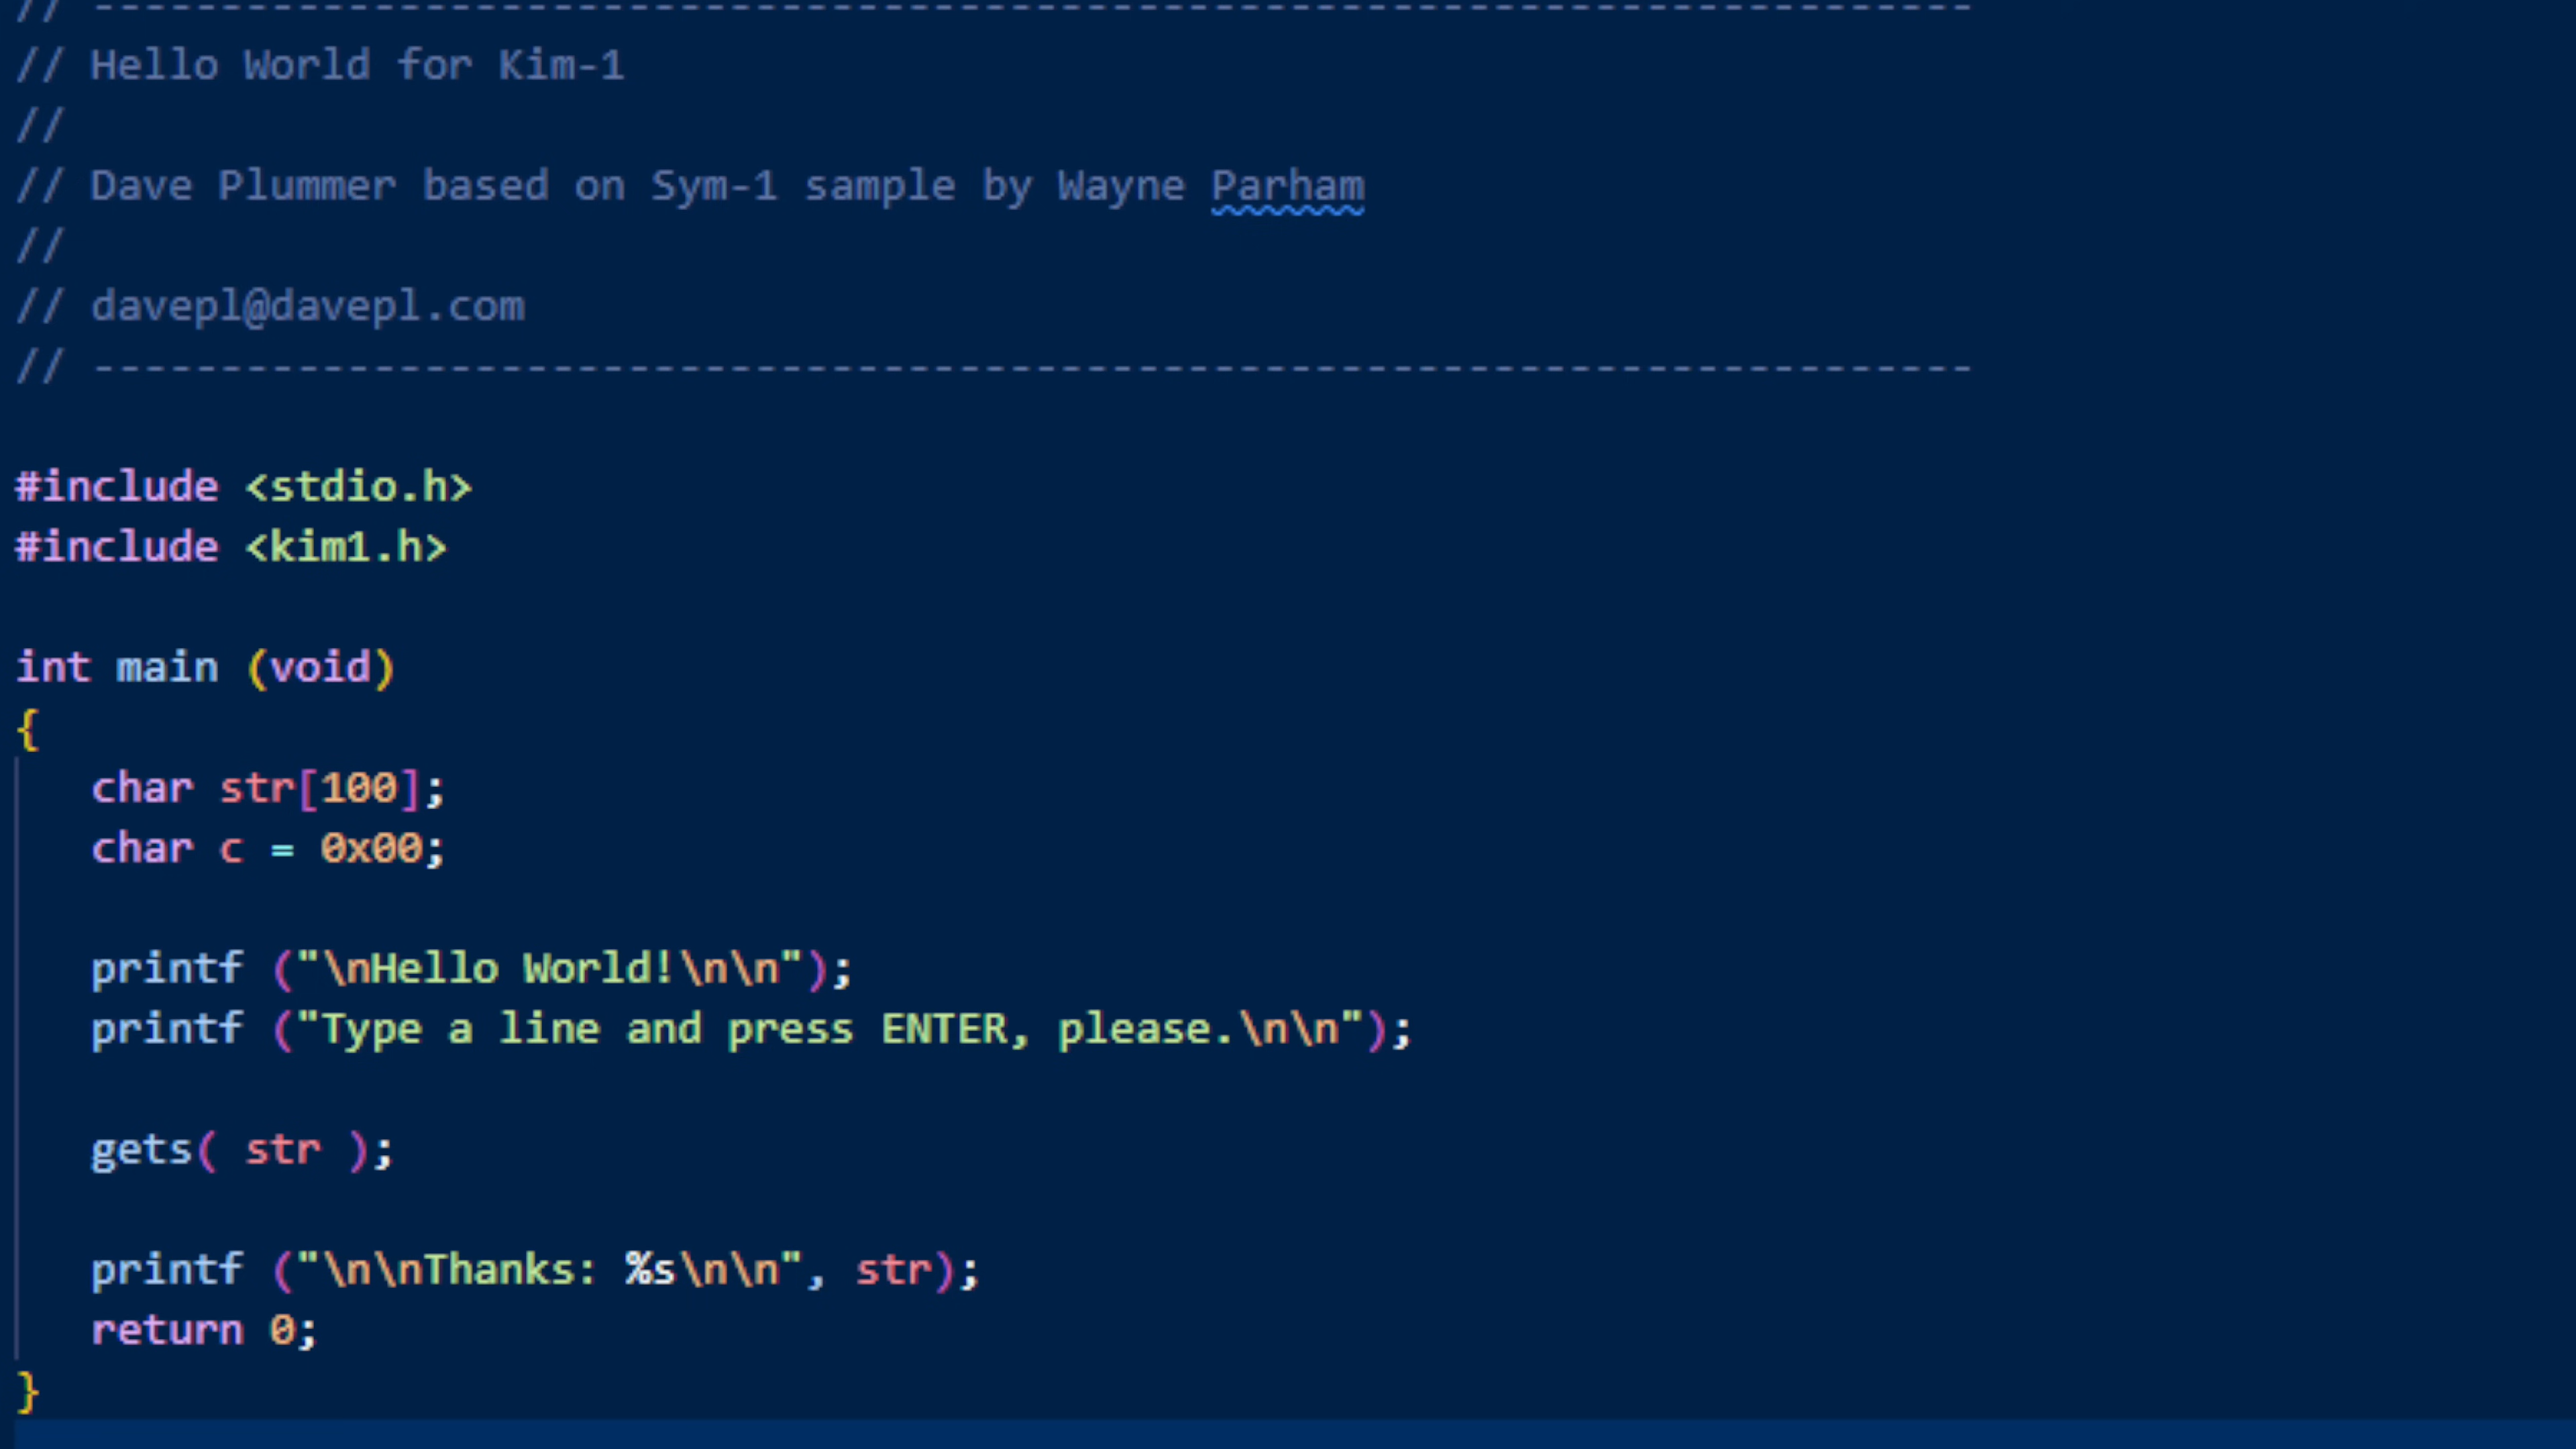 // --------------------------------------------------------------------------
// Hello World for Kim-1
//
// Dave Plummer based on Sym-1 sample by Wayne Parham
//
// davepl@davepl.com
// --------------------------------------------------------------------------
#include <stdio.h>
#include <kim1.h>
int main (void)
{
char str[100];
char c = 0x00;
printf ("\nHello World!\n\n");
printf ("Type a line and press ENTER, please.\n\n");
gets( str );
printf ("\n\nThanks: %s\n\n", str);
return 0;
}